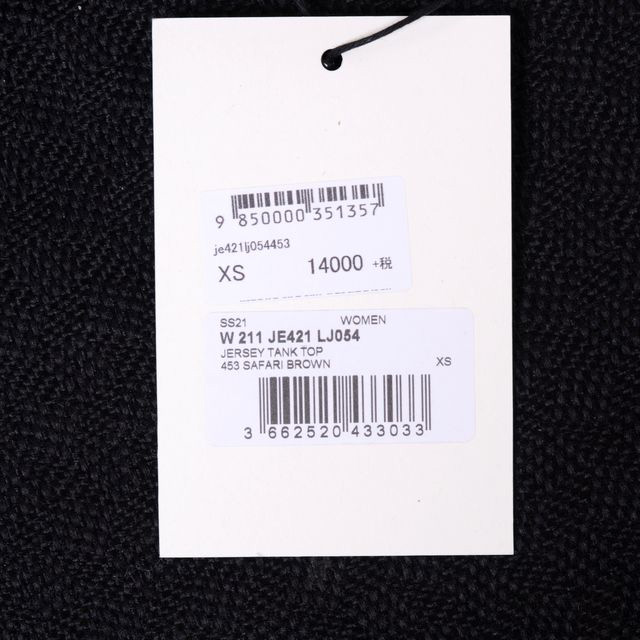 9 850000 351357
je421lj054453
XS 14000 +税
SS21 WOMEN
W 211 JE421 LJ054
JERSEY TANK TOP
453 SAFARI BROWN XS
3 662520 433033